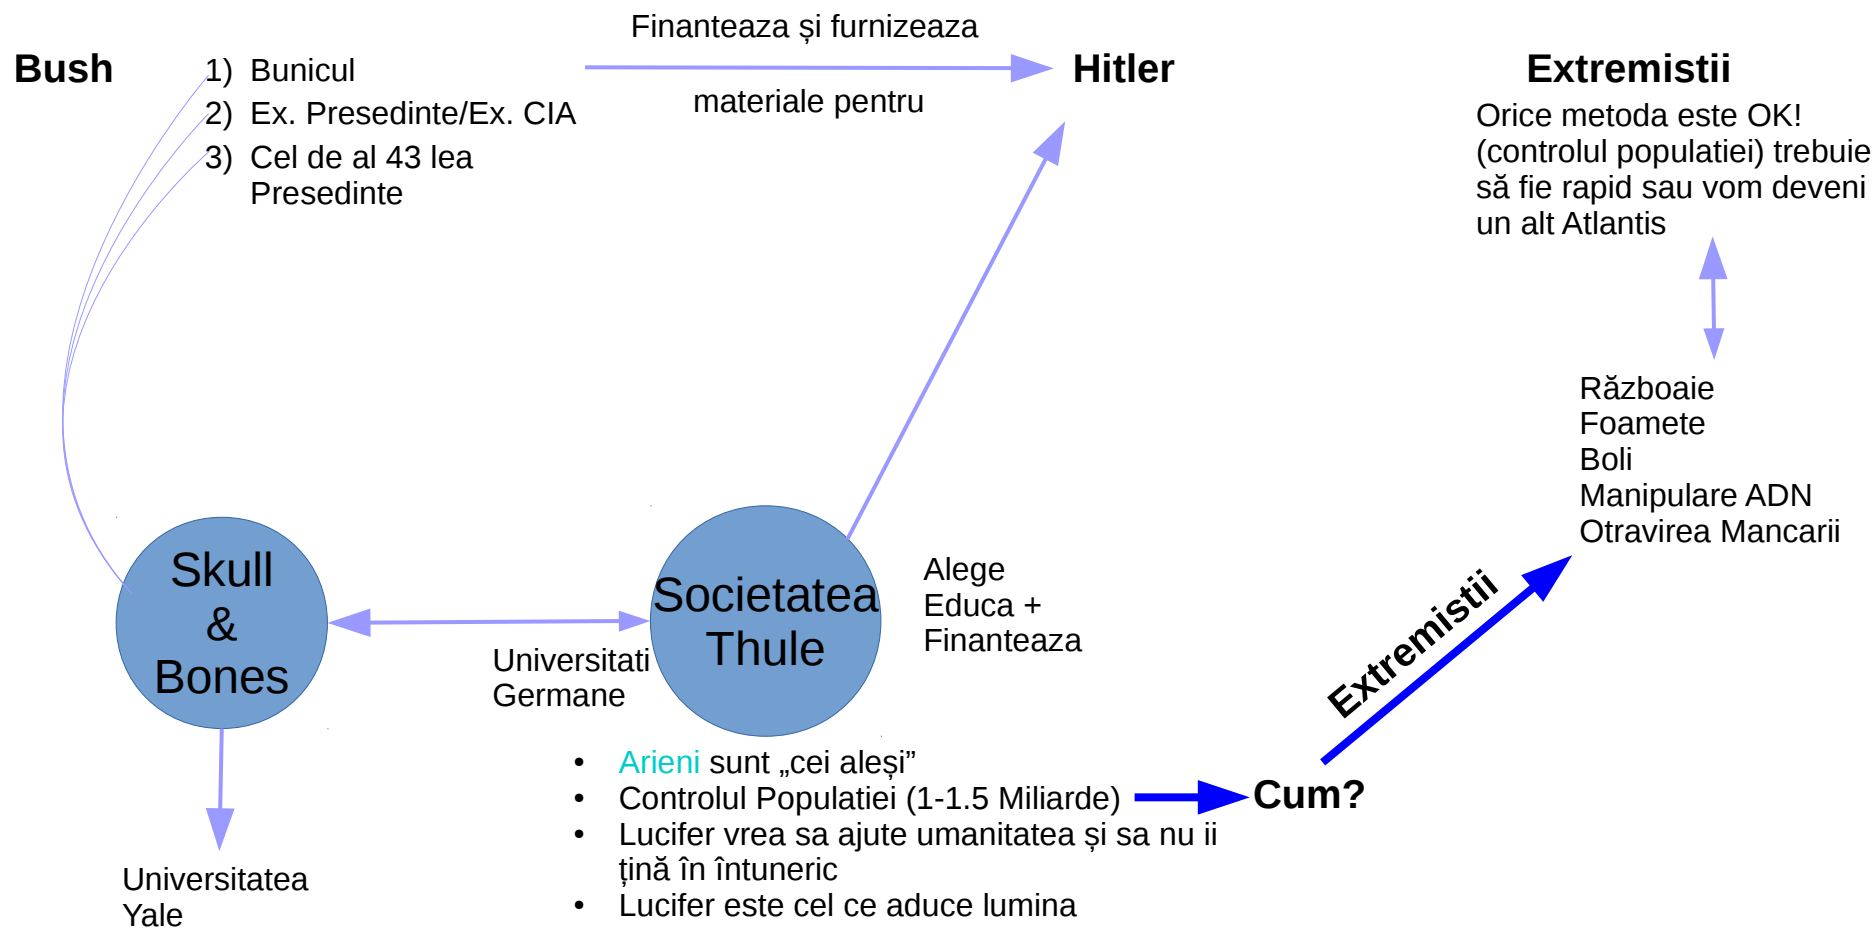 Finanteaza și furnizeaza
materiale pentru
Bush
1) Bunicul
2) Ex. Presedinte/Ex. CIA
3) Cel de al 43 lea
Presedinte
Hitler
Extremistii
Orice metoda este OK!
(controlul populatiei) trebuie
să fie rapid sau vom deveni
un alt Atlantis
Războaie
Foamete
Boli
Manipulare ADN
Otravirea Mancarii
Skull
&
Bones
Universitati
Germane
Societatea
Thule
Alege
Educa +
Finanteaza
Extremistii
• Arieni sunt „cei aleși”
• Controlul Populatiei (1-1.5 Miliarde)
• Lucifer vrea sa ajute umanitatea și sa nu ii
țină în întuneric
• Lucifer este cel ce aduce lumina
Cum?
Universitatea
Yale